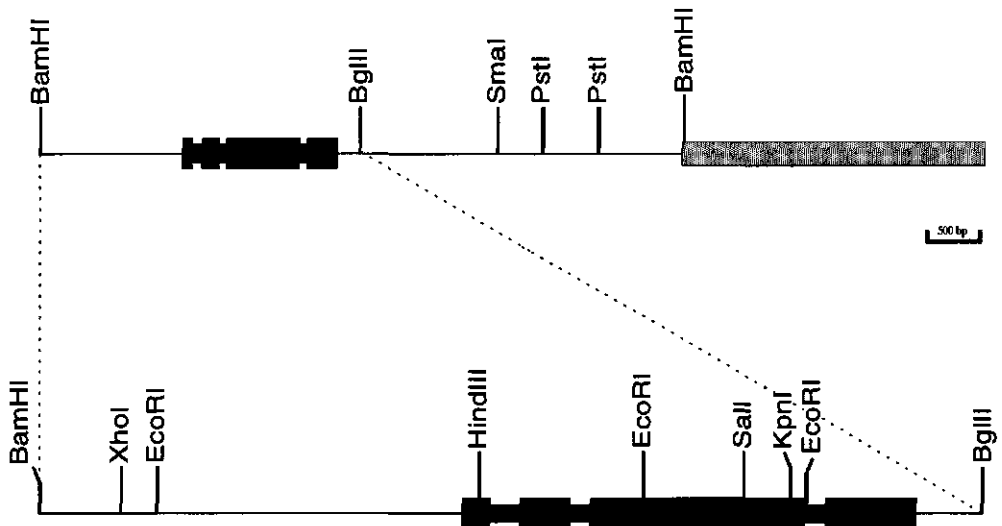 BamHI
BglII
SmaI
PstI
PstI
BamHI
500 bp
BamHI
XhoI
EcoRI
HindIII
EcoRI
SalI
KpnI
EcoRI
BglII